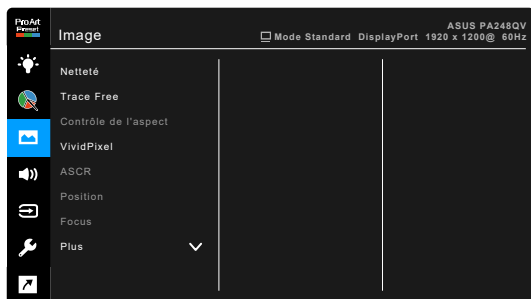 ProArt
Preset
Image
ASUS PA248QV
Mode Standard DisplayPort 1920 x 1200@ 60Hz
Netteté
Trace Free
Contrôle de l'aspect
VividPixel
ASCR
Position
Focus
Plus